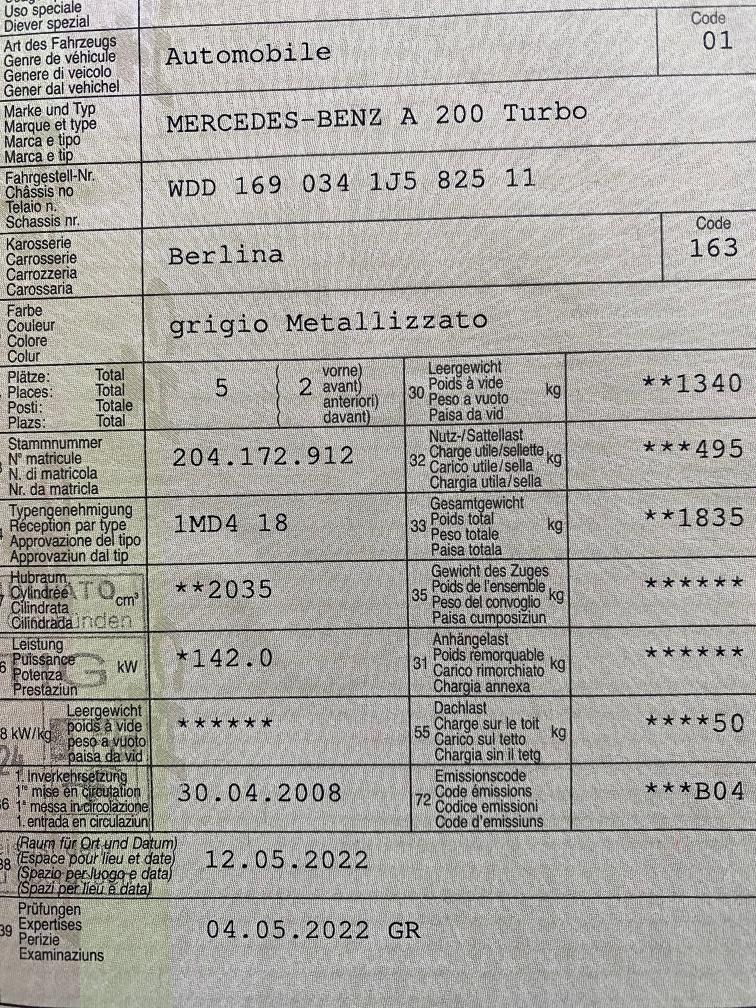 Uso speciale
Diever spezial
Art des Fahrzeugs
Genre de véhicule
Genere di veicolo
Gener dal vehichel
Automobile
Code
01
Marke und Typ
Marque et type
Marca e tipo
Marca e tip
MERCEDES-BENZ A 200 Turbo
Fahrgestell-Nr.
Châssis no
Telaio n.
Schassis nr.
WDD 169 034 1J5 825 11
Karosserie
Carrosserie
Carrozzeria
Carossaria
Berlina
Code
163
Farbe
Couleur
Colore
Colur
grigio Metallizzato
Plätze: Total
Places: Total
Posti: Totale
Plazs: Total
5 ( 2
vorne)
avant)
anteriori)
davant)
30
Leergewicht
Poids à vide
Peso a vuoto
Paisa da vid
kg
**1340
Stammnummer
N° matricule
N. di matricola
Nr. da matricla
204.172.912
32
Nutz-/Sattellast
Charge utile/sellette
Carico utile/sella
Chargia utila/sella
kg
***495
Typengenehmigung
Réception par type
Approvazione del tipo
Approvaziun dal tip
1MD4 18
33
Gesamtgewicht
Poids total
Peso totale
Paisa totala
kg
**1835
Hubraum
Cylindrée
Cilindrata
Cilindrada
cm³
**2035
35
Gewicht des Zuges
Poids de l'ensemble
Peso del convoglio
Paisa cumposiziun
kg
******
Leistung
Puissance
Potenza
Prestaziun
kW
*142.0
31
Anhängelast
Poids remorquable
Carico rimorchiato
Chargia annexa
kg
******
kW/kg
Leergewicht
poids à vide
peso a vuoto
paisa da vid
******
55
Dachlast
Charge sur le toit
Carico sul tetto
Chargia sin il tetg
kg
****50
1. Inverkehrsetzung
1re mise en circulation
1a messa in circolazione
1. entrada en circulaziun
30.04.2008
72
Emissionscode
Code émissions
Codice emissioni
Code d'emissiuns
***B04
(Raum für Ort und Datum)
(Espace pour lieu et date)
(Spazio per luogo e data)
(Spazi per lieu e data)
12.05.2022
39
Prüfungen
Expertises
Perizie
Examinaziuns
04.05.2022 GR